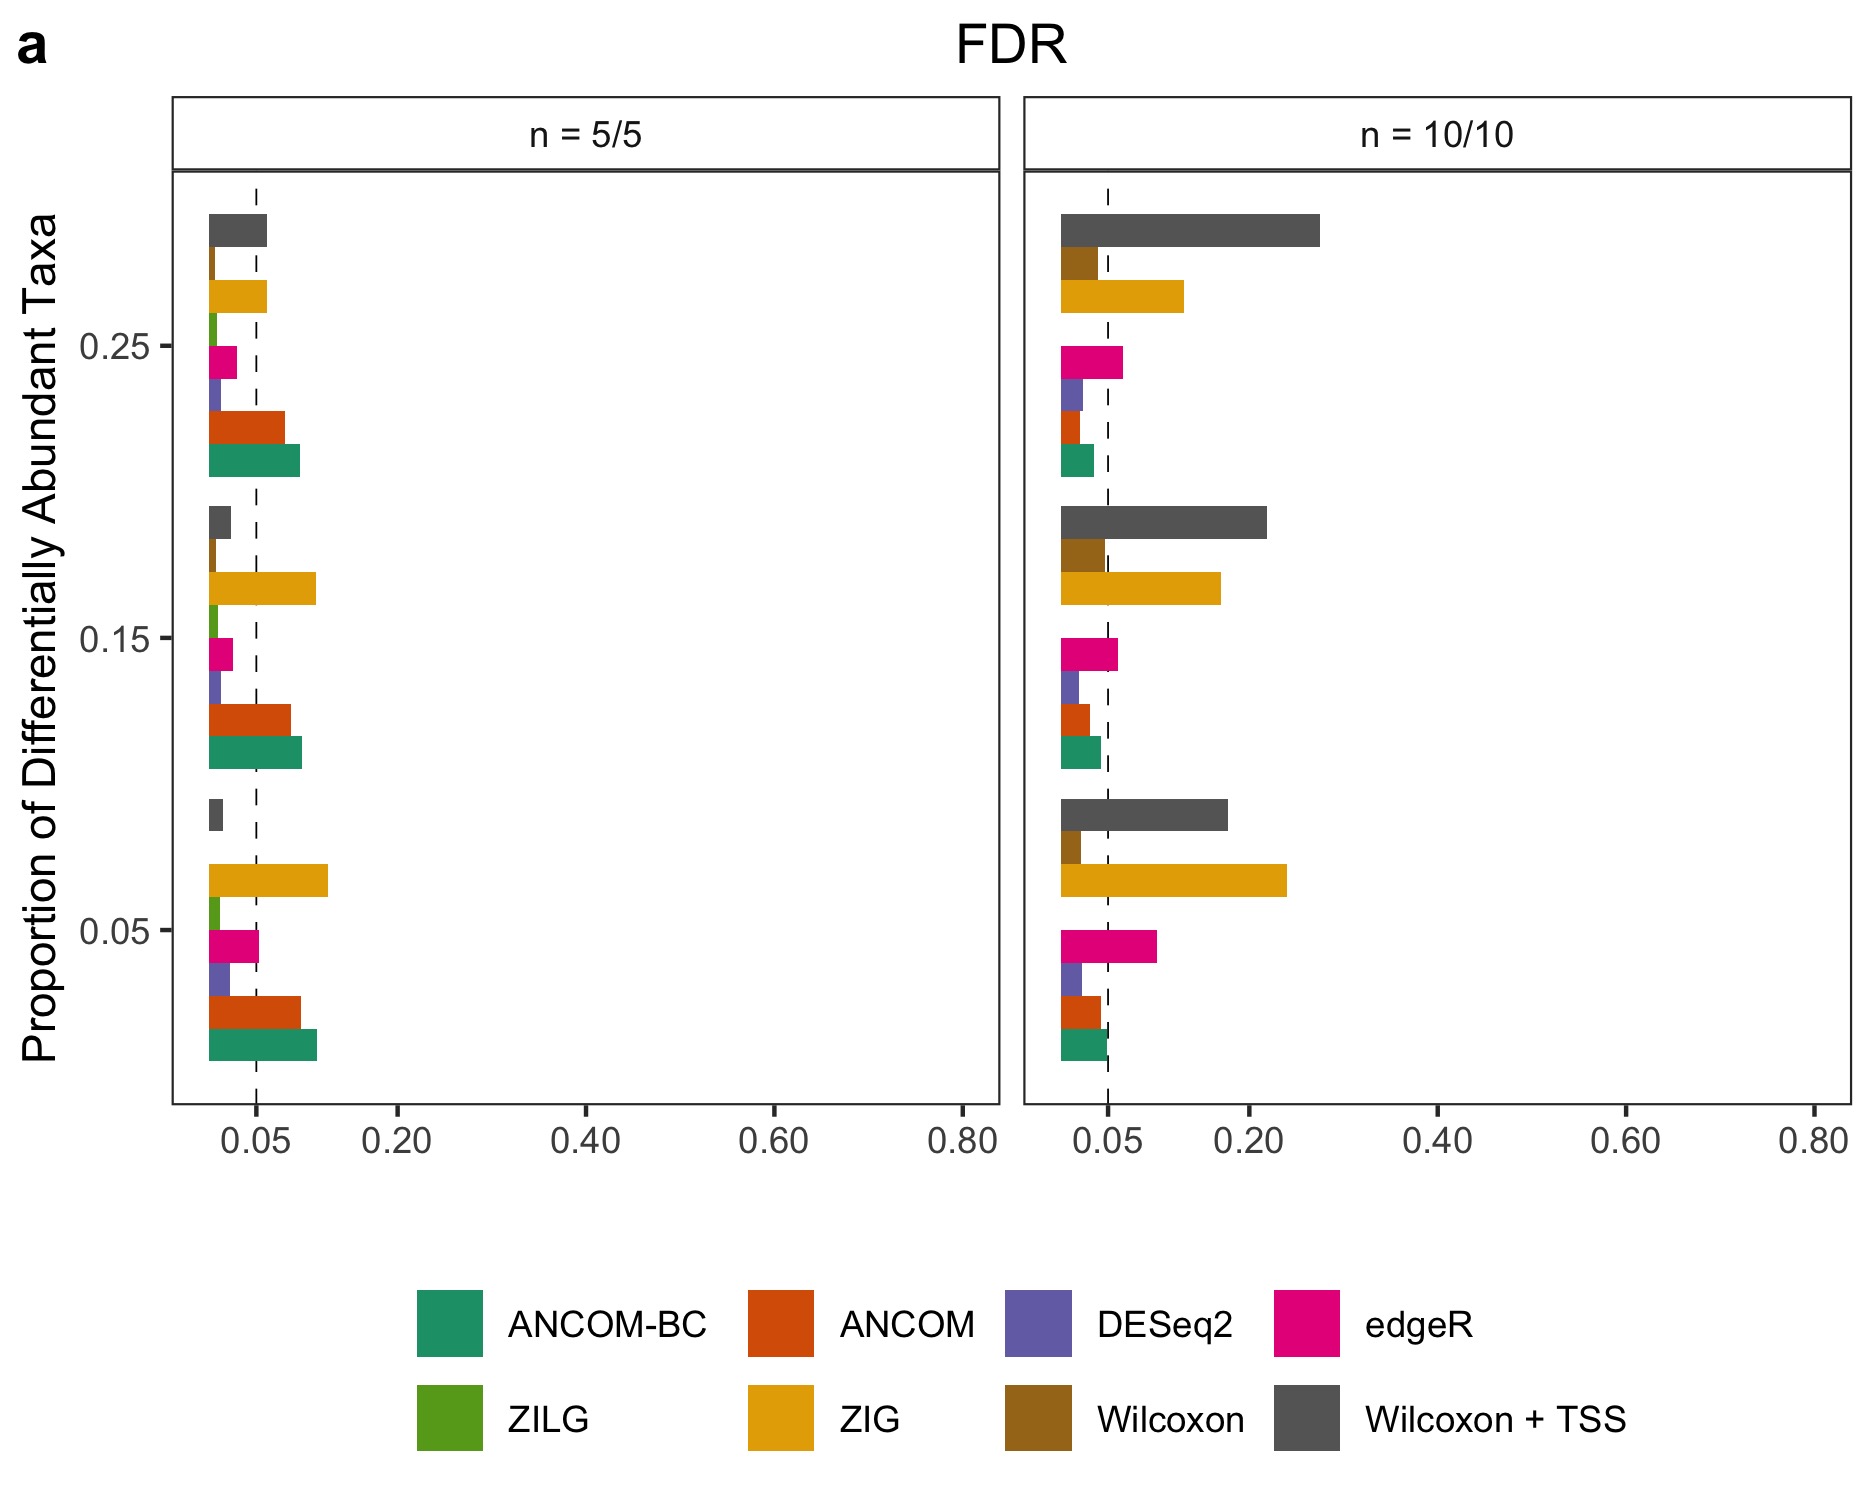 a
FDR
n = 5/5
n = 10/10
Proportion of Differentially Abundant Taxa
0.25
0.15
0.05
0.05 0.20 0.40 0.60 0.80
0.05 0.20 0.40 0.60 0.80
ANCOM-BC ANCOM DESeq2 edgeR
ZILG ZIG Wilcoxon Wilcoxon + TSS